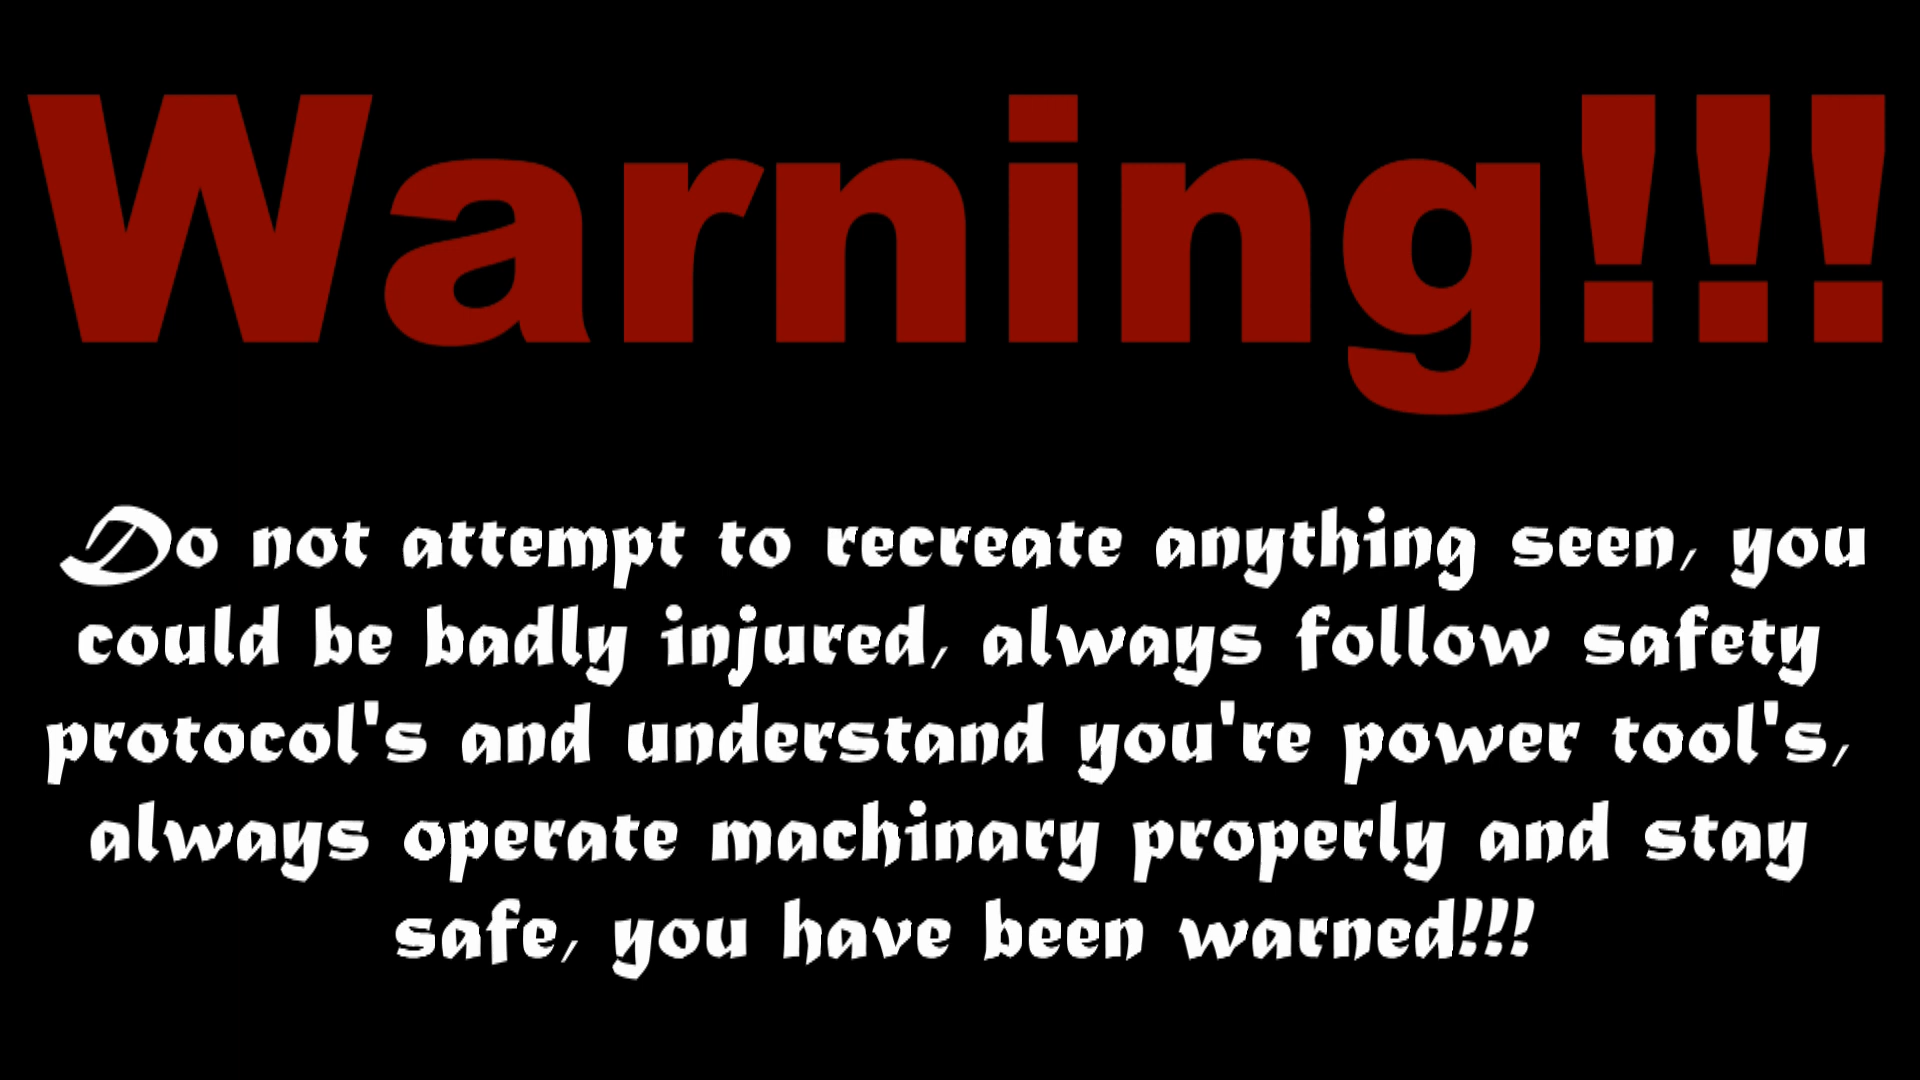 Warning!!!
Do not attempt to recreate anything seen, you
could be badly injured, always follow safety
protocol's and understand you're power tool's,
always operate machinary properly and stay
safe, you have been warned!!!